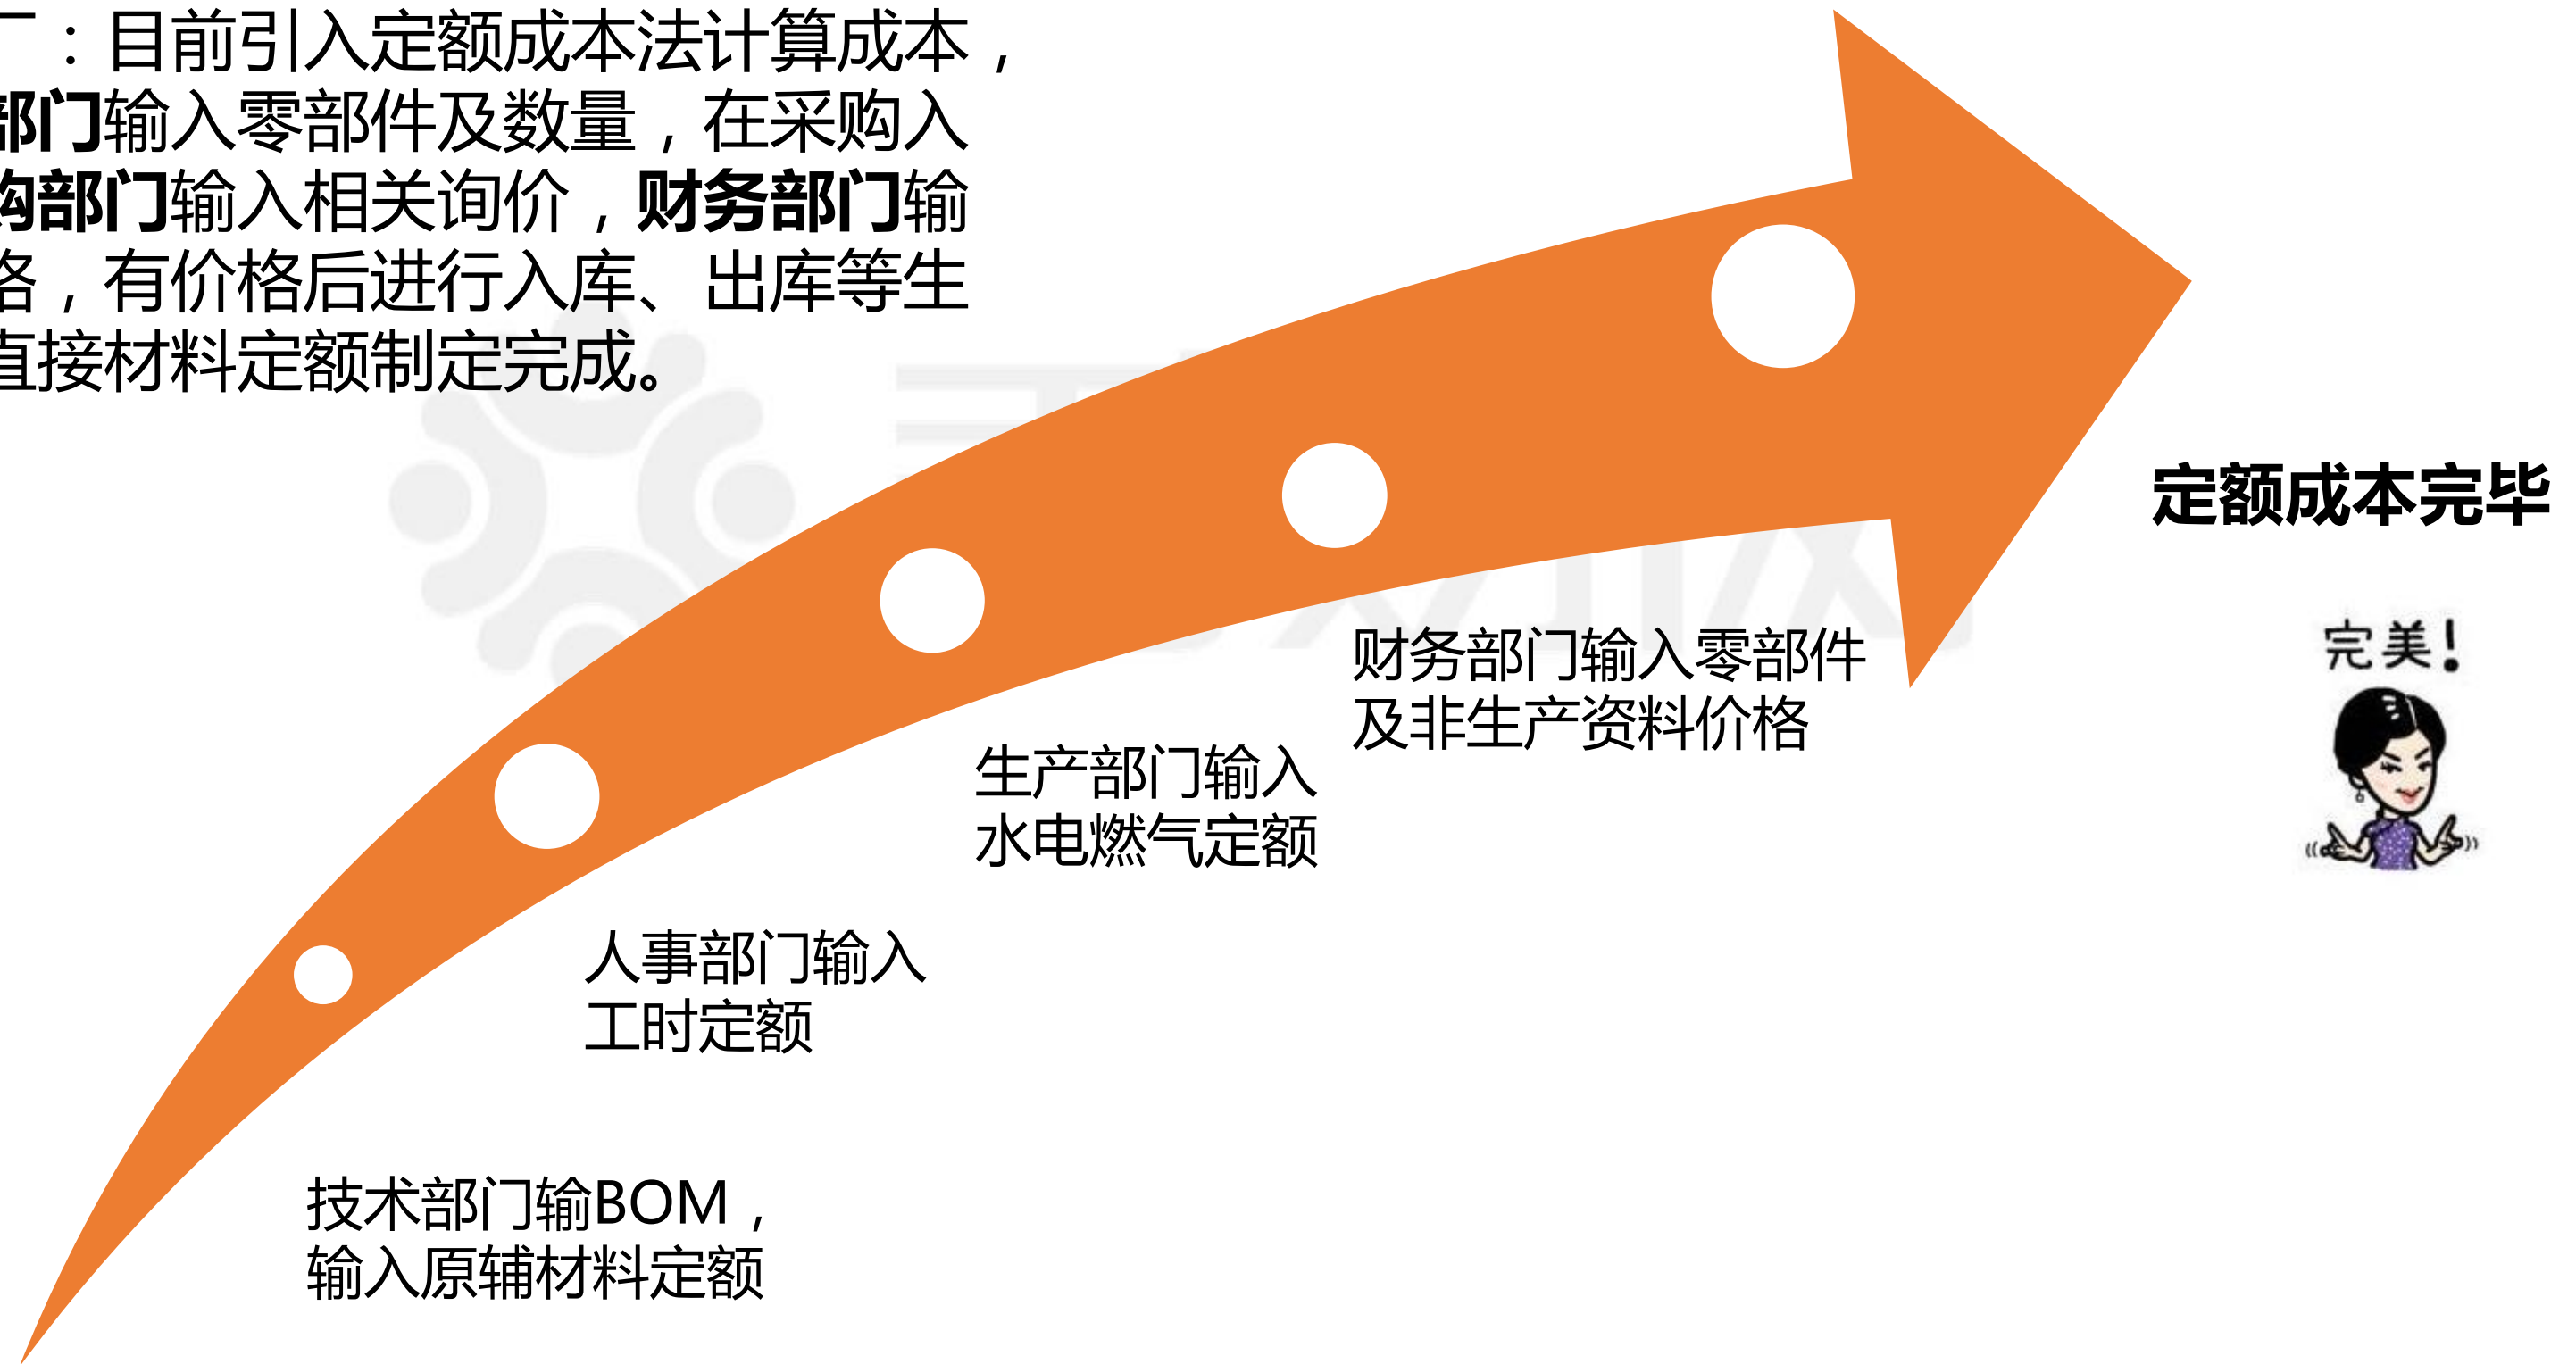 ：目前引入定额成本法计算成本，
部门输入零部件及数量，在采购入
购部门输入相关询价，财务部门输
格，有价格后进行入库、出库等生
直接材料定额制定完成。
定额成本完毕
完美！
财务部门输入零部件
及非生产资料价格
生产部门输入
水电燃气定额
人事部门输入
工时定额
技术部门输BOM，
输入原辅材料定额